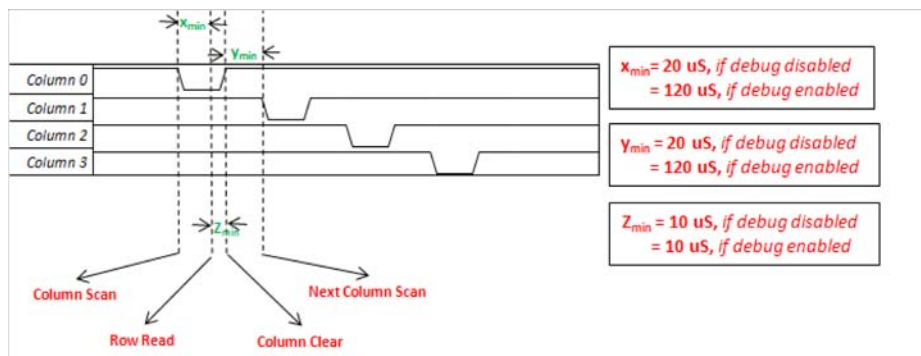 xmin
ymin
Column 0
Column 1
Column 2
Column 3
Zmin
Column Scan
Next Column Scan
Row Read
Column Clear
xmin= 20 uS, if debug disabled
= 120 uS, if debug enabled
ymin = 20 uS, if debug disabled
= 120 uS, if debug enabled
Zmin = 10 uS, if debug disabled
= 10 uS, if debug enabled